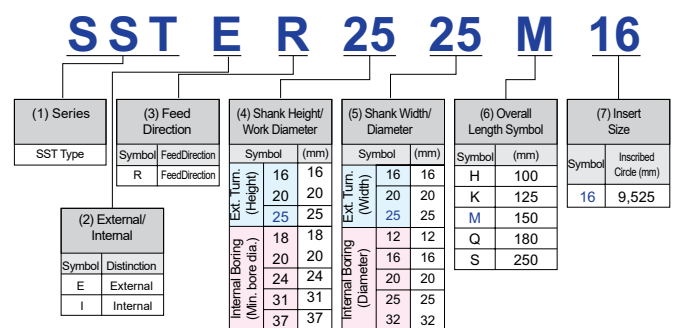 SST E R 25 25 M 16
(1) Series
SST Type
(2) External/
Internal
Symbol Distinction
E External
I Internal
(3) Feed
Direction
Symbol FeedDirection
R FeedDirection
(4) Shank Height/
Work Diameter
Symbol (mm)
Ext. Turn.
(Height)
16 16
20 20
25 25
Internal Boring
(Min. bore dia.)
18 18
20 20
24 24
31 31
37 37
(5) Shank Width/
Diameter
Symbol (mm)
Ext. Turn.
(Width)
16 16
20 20
25 25
Internal Boring
(Diameter)
12 12
16 16
20 20
25 25
32 32
(6) Overall
Length Symbol
Symbol (mm)
H 100
K 125
M 150
Q 180
S 250
(7) Insert
Size
Symbol Inscribed
Circle (mm)
16 9,525